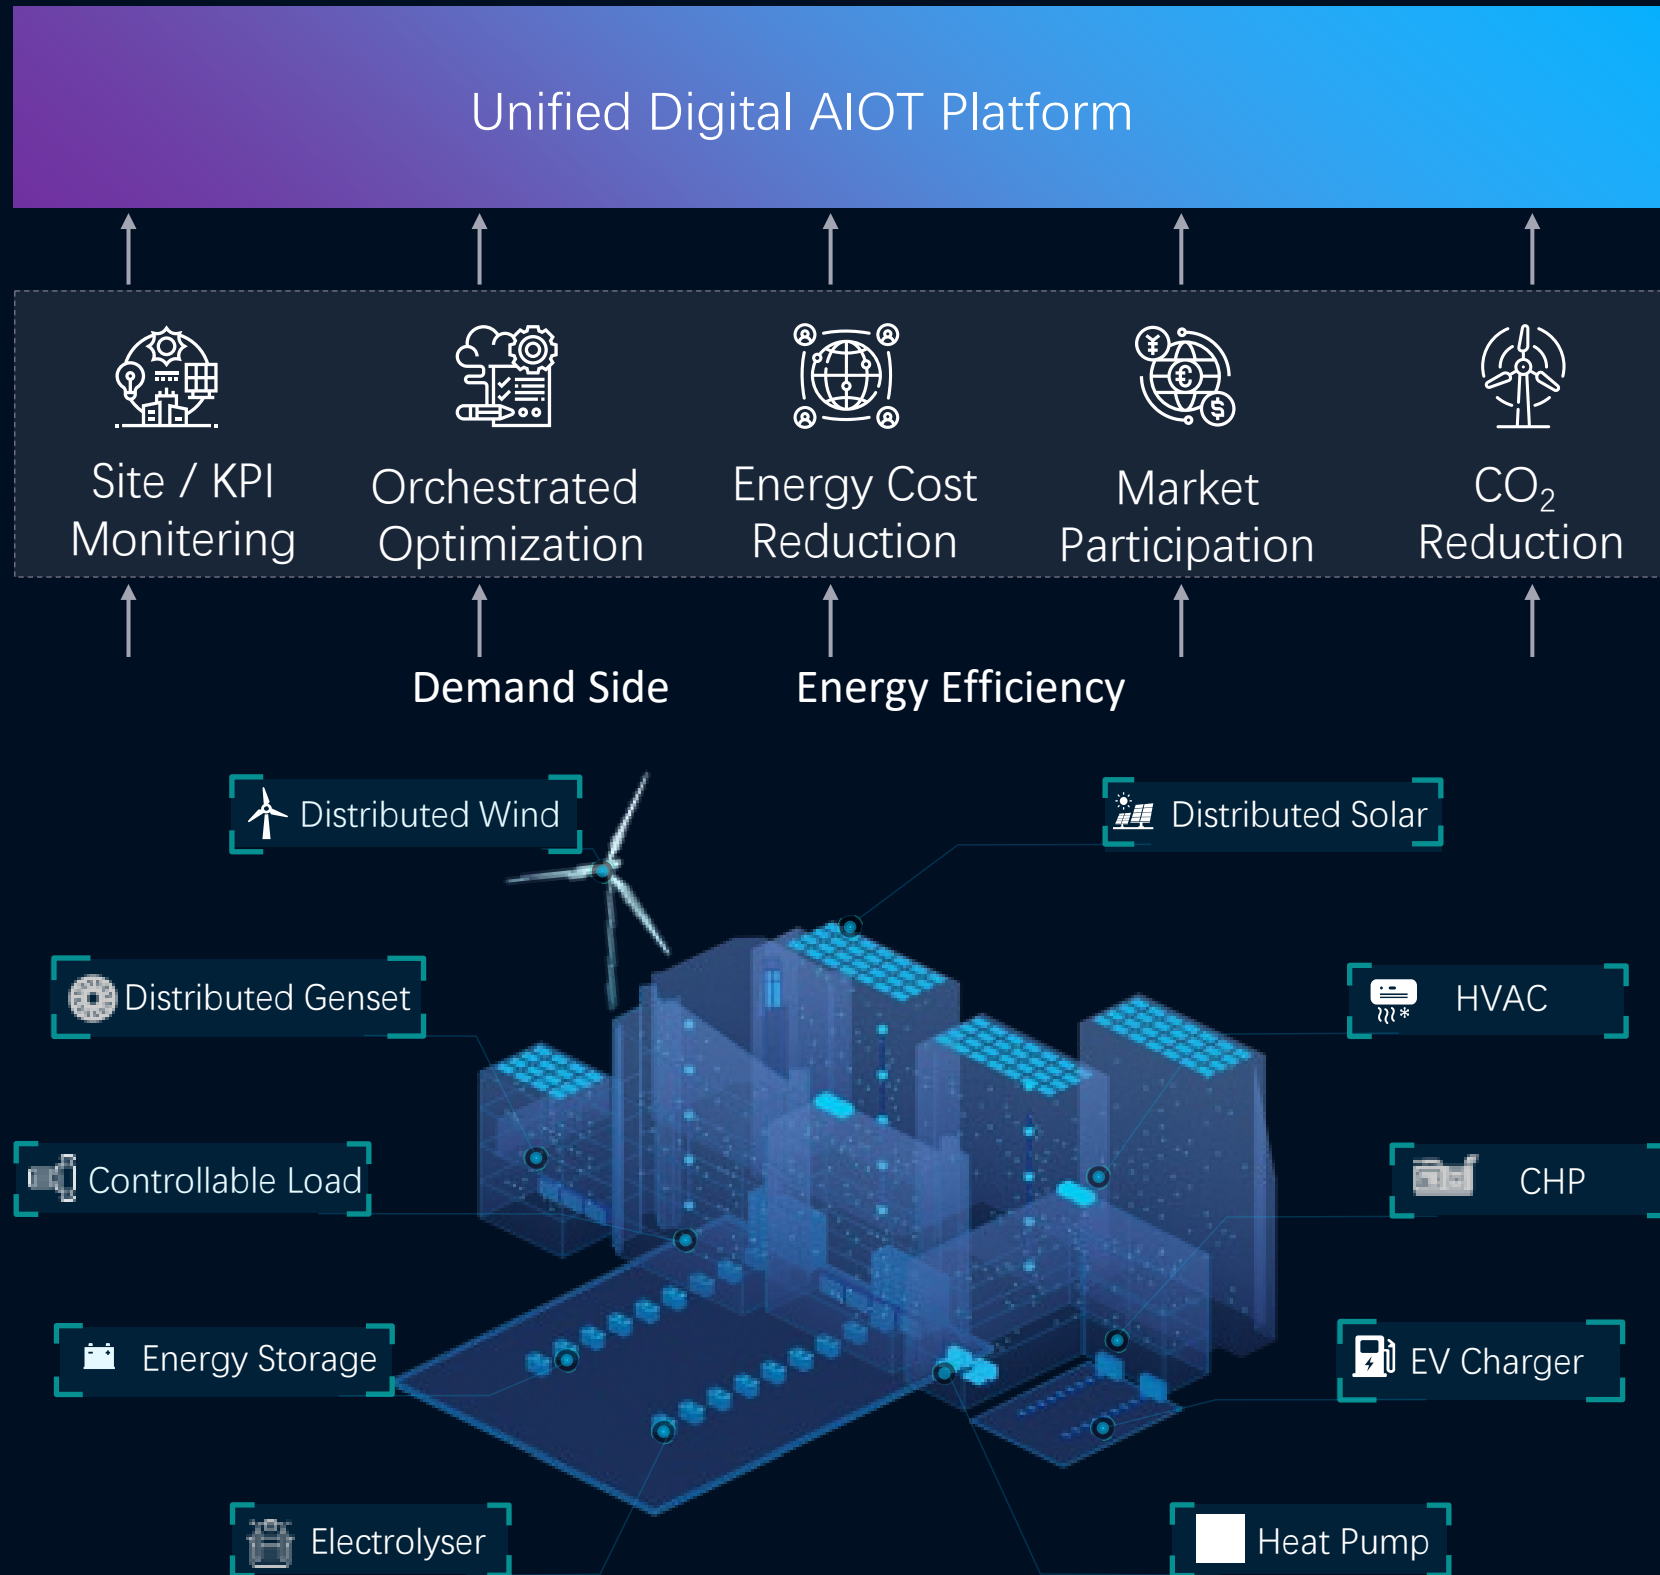 Unified Digital AIOT Platform
Site / KPI
Monitering
Orchestrated
Optimization
Energy Cost
Reduction
Market
Participation
CO₂
Reduction
Demand Side
Energy Efficiency
Distributed Wind
Distributed Solar
Distributed Genset
HVAC
Controllable Load
CHP
Energy Storage
EV Charger
Electrolyser
Heat Pump